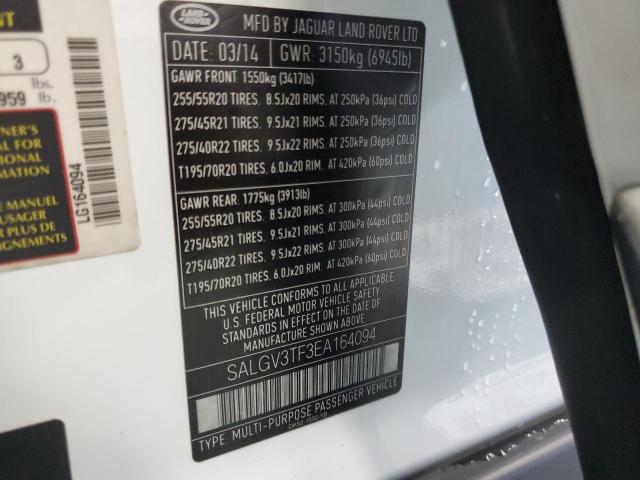 LAND ROVER
MFD BY JAGUAR LAND ROVER LTD
DATE: 03/14 GWR: 3150kg (6945lb)
GAWR FRONT: 1550kg (3417lb)
255/55R20 TIRES. 8.5Jx20 RIMS. AT 250kPa (36psi) COLD
275/45R21 TIRES. 9.5Jx21 RIMS. AT 250kPa (36psi) COLD
275/40R22 TIRES. 9.5Jx22 RIMS. AT 250kPa (36psi) COLD
T195/70R20 TIRES. 6.0Jx20 RIM. AT 420kPa (60psi) COLD
GAWR REAR: 1775kg (3913lb)
255/55R20 TIRES. 8.5Jx20 RIMS. AT 300kPa (44psi) COLD
275/45R21 TIRES. 9.5Jx21 RIMS. AT 300kPa (44psi) COLD
275/40R22 TIRES. 9.5Jx22 RIMS. AT 300kPa (44psi) COLD
T195/70R20 TIRES. 6.0Jx20 RIM. AT 420kPa (60psi) COLD
THIS VEHICLE CONFORMS TO ALL APPLICABLE
U.S. FEDERAL MOTOR VEHICLE SAFETY
STANDARDS IN EFFECT ON THE DATE OF
MANUFACTURE SHOWN ABOVE.
SALGV3TF3EA164094
TYPE: MULTI-PURPOSE PASSENGER VEHICLE
NT
3
lbs.
959 lb.
NER'S
FOR
TIONAL
RMATION
E MANUEL
USAGER
R PLUS DE
SIGNEMENTS
LG164094